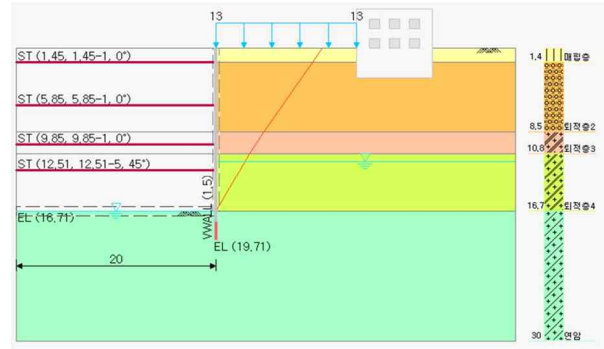 13 13
ST (1,45, 1,45-1, 0°)
ST (5,85, 5,85-1, 0°)
ST (9,85, 9,85-1, 0°)
ST (12,51, 12,51-5, 45°)
VWALL (1,5)
EL (16,71)
EL (19,71)
20
1,4 매립층
8,5 퇴적층2
10,8 퇴적층3
16,7 퇴적층4
30 연암